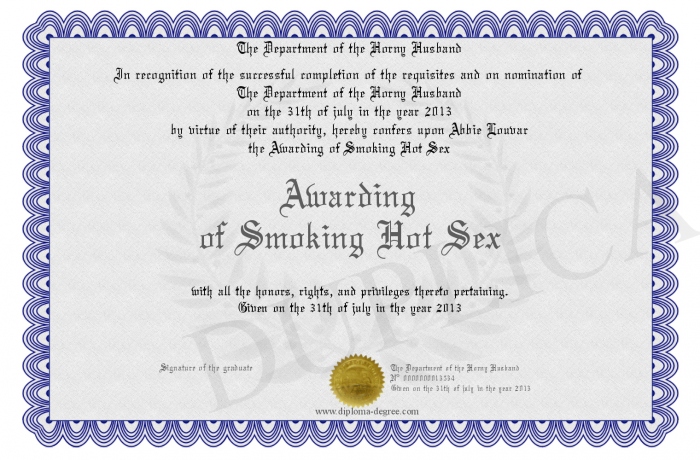 The Department of the Horny Husband
In recognition of the successful completion of the requisites and on nomination of
The Department of the Horny Husband
on the 31th of july in the year 2013
by virtue of their authority, hereby confers upon Abbie Louvar
the Awarding of Smoking Hot Sex
Awarding
of Smoking Hot Sex
with all the honors, rights, and privileges thereto pertaining.
Given on the 31th of july in the year 2013
DUPLICA
Signature of the graduate
The Department of the Horny Husband
Nº 0000000013534
Given on the 31th of july in the year 2013
www.diploma-degree.com